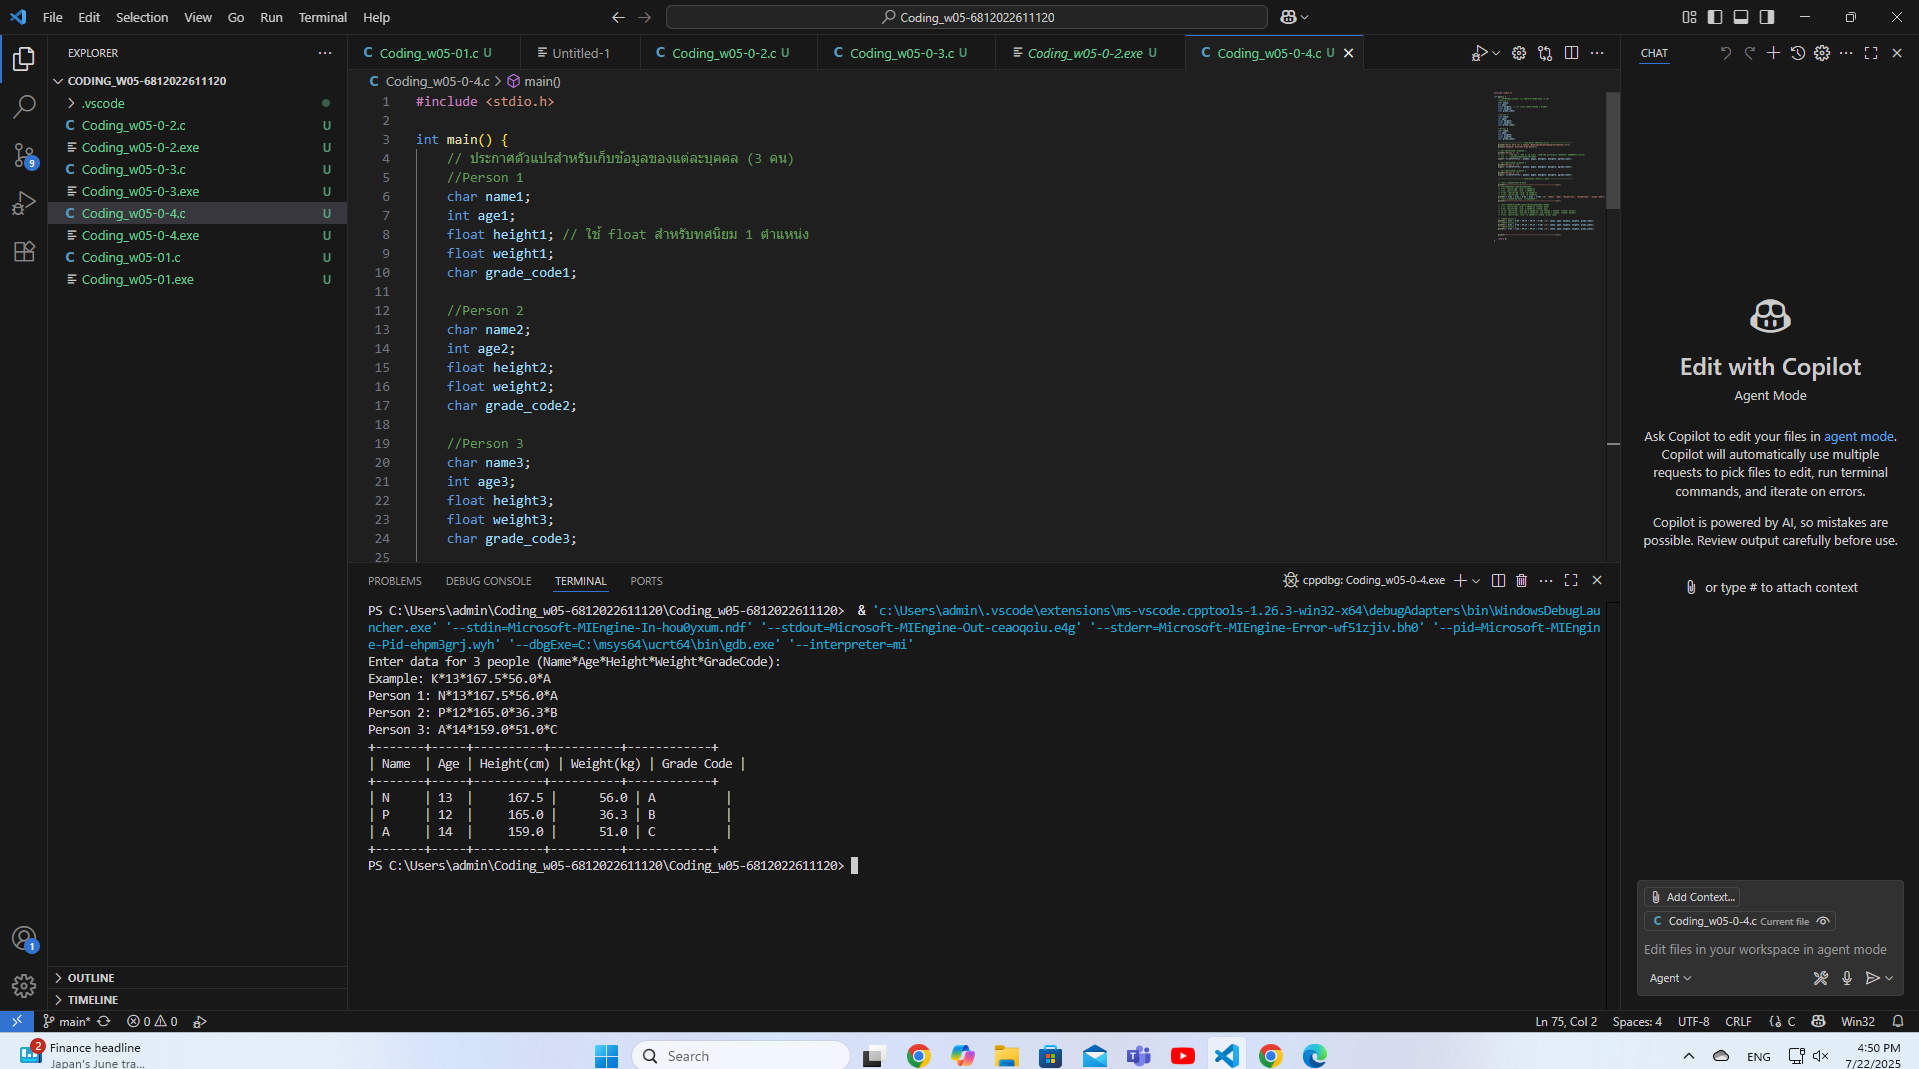 File Edit Selection View Go Run Terminal Help
Coding_w05-6812022611120
EXPLORER
CODING_W05-6812022611120
.vscode
Coding_w05-0-2.c U
Coding_w05-0-2.exe U
Coding_w05-0-3.c U
Coding_w05-0-3.exe U
Coding_w05-0-4.c U
Coding_w05-0-4.exe U
Coding_w05-01.c U
Coding_w05-01.exe U
9
1
OUTLINE
TIMELINE
Coding_w05-01.c U Untitled-1 Coding_w05-0-2.c U Coding_w05-0-3.c U Coding_w05-0-2.exe U Coding_w05-0-4.c U
Coding_w05-0-4.c > main()
1 #include <stdio.h>
2
3 int main() {
4 // ประกาศตัวแปรสำหรับเก็บข้อมูลของแต่ละบุคคล (3 คน)
5 //Person 1
6 char name1;
7 int age1;
8 float height1; // ใช้ float สำหรับทศนิยม 1 ตำแหน่ง
9 float weight1;
10 char grade_code1;
11
12 //Person 2
13 char name2;
14 int age2;
15 float height2;
16 float weight2;
17 char grade_code2;
18
19 //Person 3
20 char name3;
21 int age3;
22 float height3;
23 float weight3;
24 char grade_code3;
25
PROBLEMS DEBUG CONSOLE TERMINAL PORTS
cppdbg: Coding_w05-0-4.exe
PS C:\Users\admin\Coding_w05-6812022611120\Coding_w05-6812022611120> & 'c:\Users\admin\.vscode\extensions\ms-vscode.cpptools-1.26.3-win32-x64\debugAdapters\bin\WindowsDebugLau
ncher.exe' '--stdin=Microsoft-MIEngine-In-hou0yxum.ndf' '--stdout=Microsoft-MIEngine-Out-ceaoqoiu.e4g' '--stderr=Microsoft-MIEngine-Error-wf51zjiv.bh0' '--pid=Microsoft-MIEngin
e-Pid-ehpm3grj.wyh' '--dbgExe=C:\msys64\ucrt64\bin\gdb.exe' '--interpreter=mi'
Enter data for 3 people (Name*Age*Height*Weight*GradeCode):
Example: K*13*167.5*56.0*A
Person 1: N*13*167.5*56.0*A
Person 2: P*12*165.0*36.3*B
Person 3: A*14*159.0*51.0*C
+-------+-----+----------+----------+------------+
| Name | Age | Height(cm) | Weight(kg) | Grade Code |
+-------+-----+----------+----------+------------+
| N | 13 | 167.5 | 56.0 | A |
| P | 12 | 165.0 | 36.3 | B |
| A | 14 | 159.0 | 51.0 | C |
+-------+-----+----------+----------+------------+
PS C:\Users\admin\Coding_w05-6812022611120\Coding_w05-6812022611120>
CHAT
Edit with Copilot
Agent Mode
Ask Copilot to edit your files in agent mode.
Copilot will automatically use multiple
requests to pick files to edit, run terminal
commands, and iterate on errors.
Copilot is powered by AI, so mistakes are
possible. Review output carefully before use.
or type # to attach context
Add Context...
Coding_w05-0-4.c Current file
Edit files in your workspace in agent mode
Agent
main* 0 0
Ln 75, Col 2 Spaces: 4 UTF-8 CRLF C Win32
2
Finance headline
Japan's June tra...
Search
ENG
4:50 PM
7/22/2025